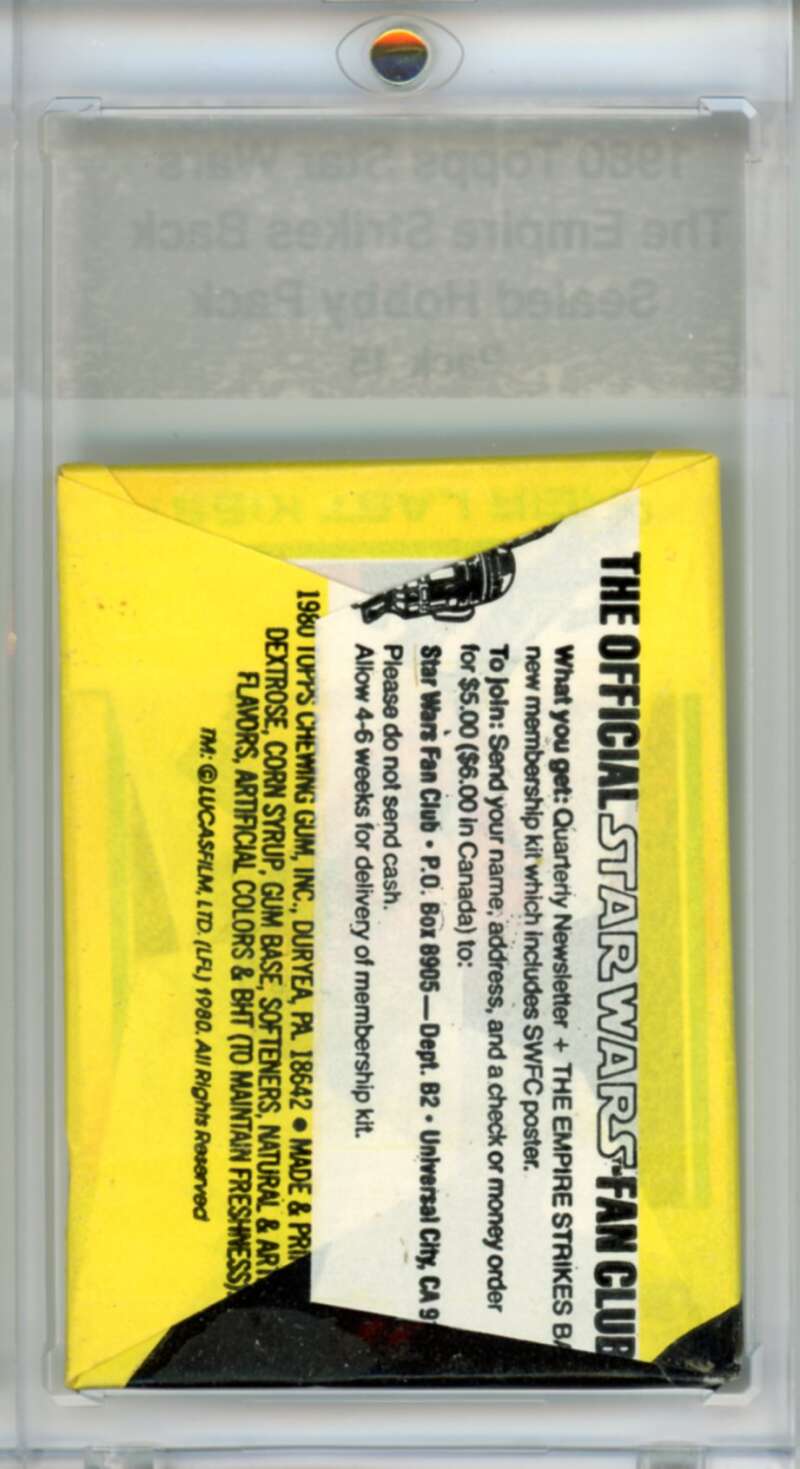 1980 Topps Star Wars
The Empire Strikes Back
Sealed Hobby Pack
Pack 15
THE OFFICIAL STAR WARS™ FAN CLUB
What you get: Quarterly Newsletter + THE EMPIRE STRIKES BA
new membership kit which includes SWFC poster.
To join: Send your name, address, and a check or money order
for $5.00 ($6.00 in Canada) to:
Star Wars Fan Club • P.O. Box 8905—Dept. B2 • Universal City, CA 9
Please do not send cash.
Allow 4-6 weeks for delivery of membership kit.
1980 TOPPS CHEWING GUM, INC., DURYEA, PA. 18642 • MADE & PRI
DEXTROSE, CORN SYRUP, GUM BASE, SOFTENERS, NATURAL & ART
FLAVORS, ARTIFICIAL COLORS & BHT (TO MAINTAIN FRESHNESS).
TM: © LUCASFILM, LTD. (LFL) 1980. All Rights Reserved